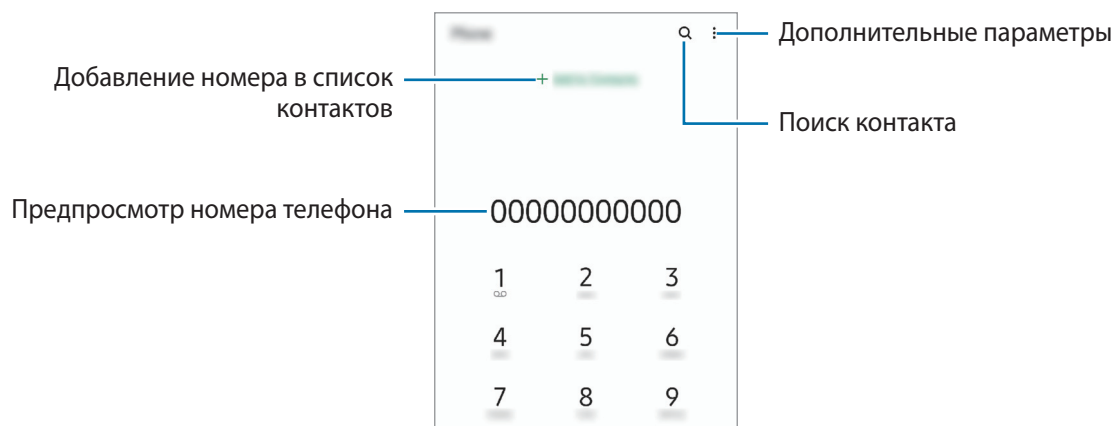 Дополнительные параметры
Добавление номера в список
контактов
Поиск контакта
Предпросмотр номера телефона
00000000000
1 2 3
4 5 6
7 8 9